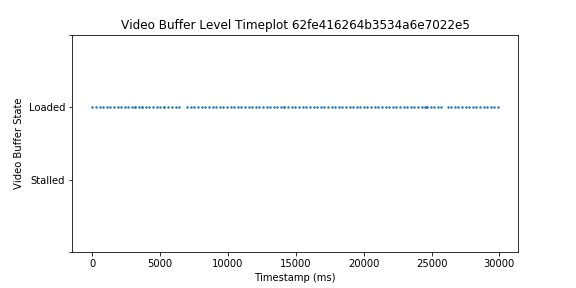 Video Buffer Level Timeplot 62fe416264b3534a6e7022e5
Video Buffer State
Loaded
Stalled
0 5000 10000 15000 20000 25000 30000
Timestamp (ms)